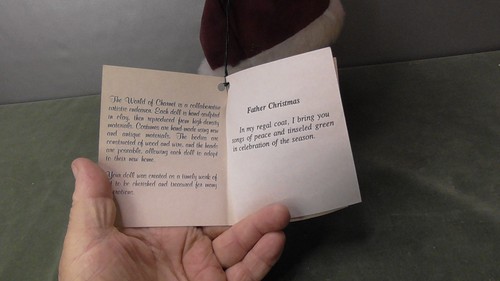 The World of Charnet is a collaborative
artistic endeavor. Each doll is hand sculpted
in clay, then reproduced from high-density
materials. Costumes are hand made using new
and antique materials. The bodies are
constructed of wood and wire, and the hands
are poseable, allowing each doll to adapt
to their new home.
Your doll was created as a timely work of
to be cherished and treasured for many
Father Christmas
In my regal coat, I bring you
songs of peace and tinseled green
in celebration of the season.